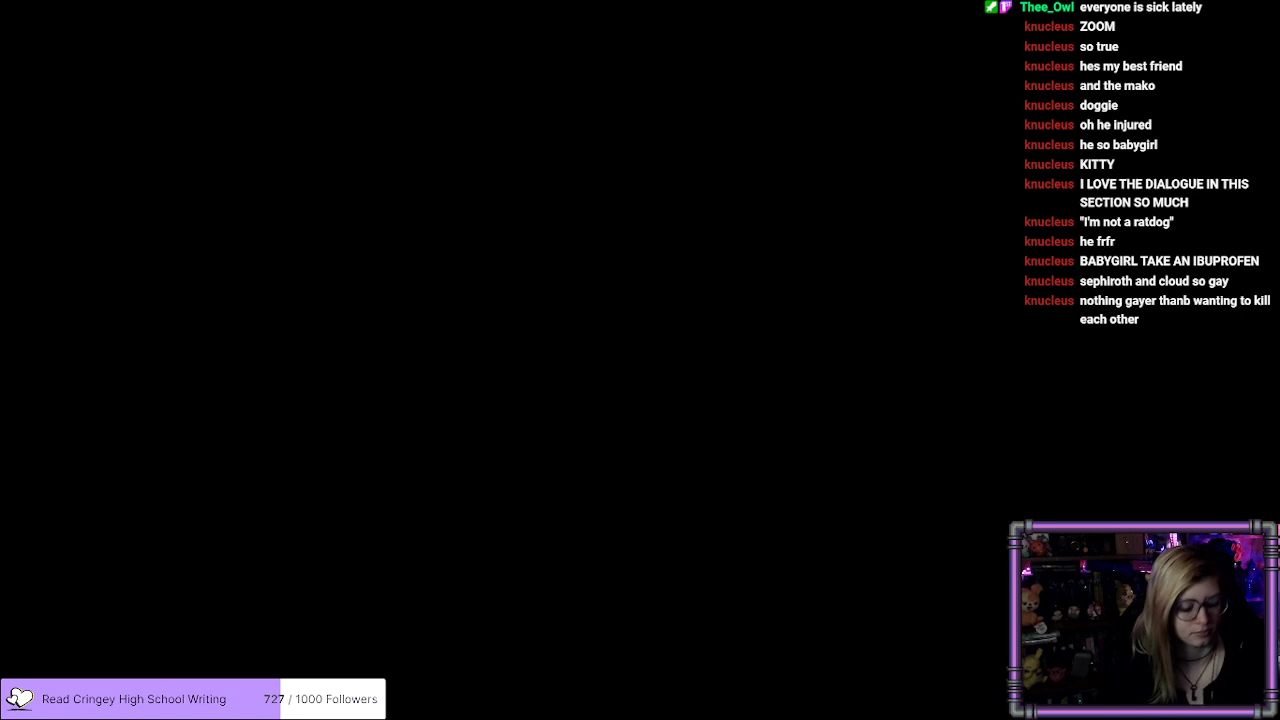 Thee_Owl everyone is sick lately
knucleus ZOOM
knucleus so true
knucleus hes my best friend
knucleus and the mako
knucleus doggie
knucleus oh he injured
knucleus he so babygirl
knucleus KITTY
knucleus I LOVE THE DIALOGUE IN THIS
SECTION SO MUCH
knucleus "I'm not a ratdog"
knucleus he frfr
knucleus BABYGIRL TAKE AN IBUPROFEN
knucleus sephiroth and cloud so gay
knucleus nothing gayer thanb wanting to kill
each other
Read Cringey High School Writing 727 / 1000 Followers